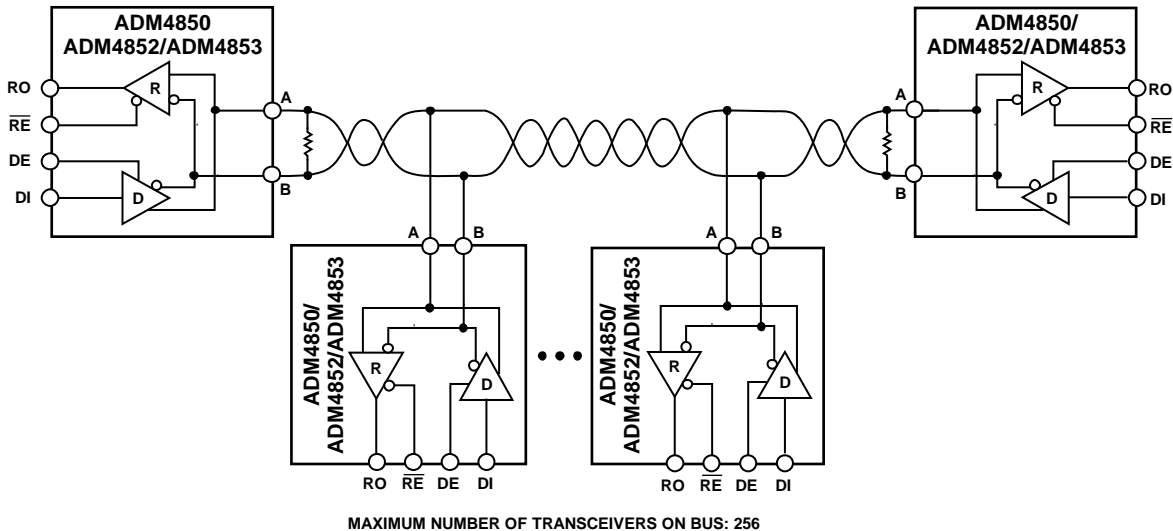 ADM4850
ADM4852/ADM4853
RO
R
RE
DE
DI
D
A
B
ADM4850/
ADM4852/ADM4853
A
B
R
D
RO
RE
DE
DI
A
B
ADM4850/
ADM4852/ADM4853
R
D
RO
RE
DE
DI
A
B
ADM4850/
ADM4852/ADM4853
R
D
RO
RE
DE
DI
MAXIMUM NUMBER OF TRANSCEIVERS ON BUS: 256